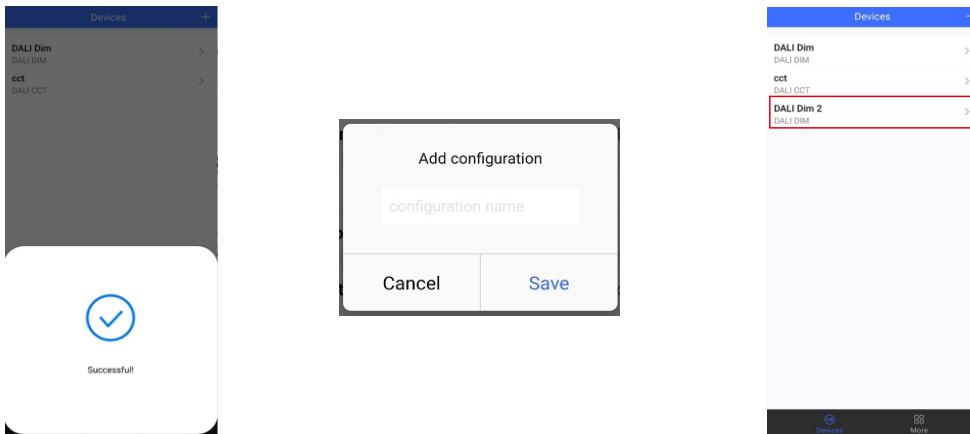 Devices +
DALI Dim
DALI DIM
cct
DALI CCT
Successful!
Add configuration
configuration name
Cancel Save
Devices
DALI Dim
DALI DIM
cct
DALI CCT
DALI Dim 2
DALI DIM
Devices More